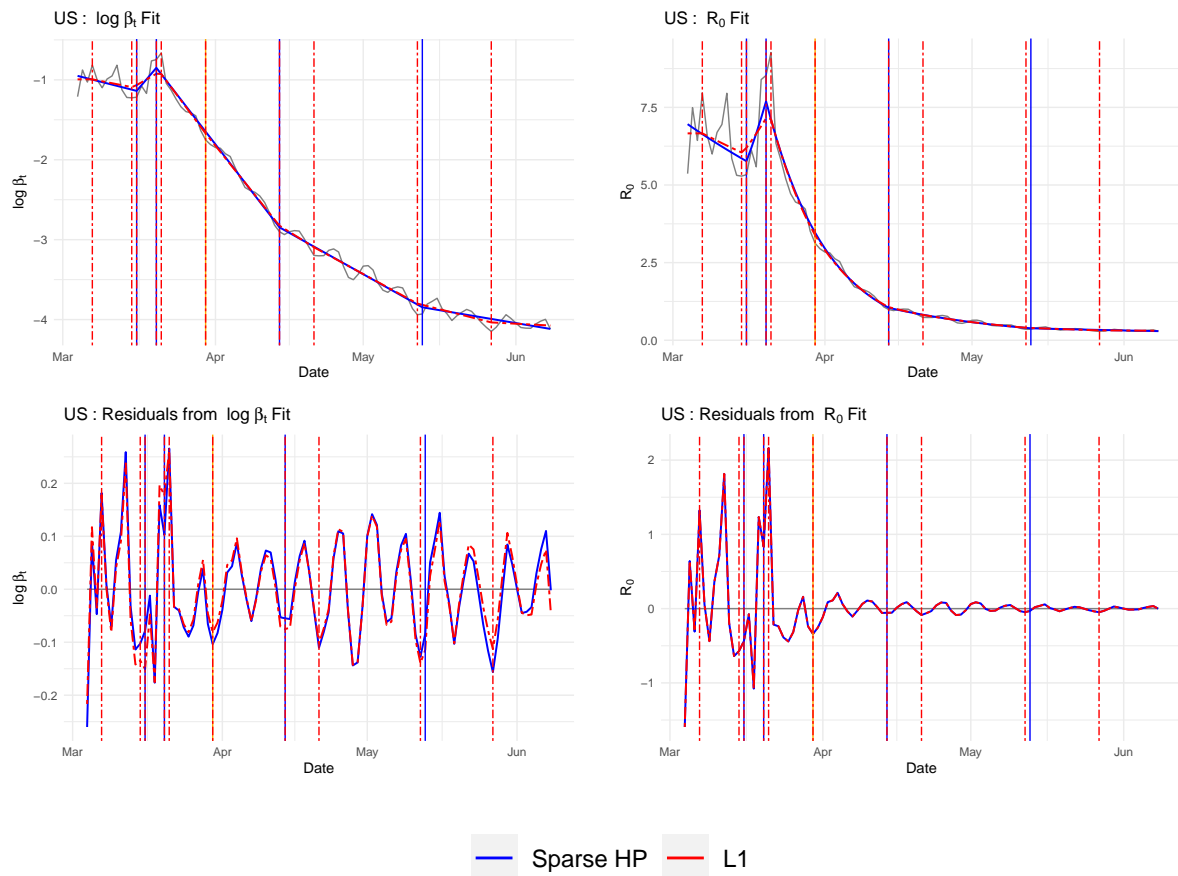 US : log βt Fit
log βt
−1
−2
−3
−4
Mar
Apr
May
Jun
Date
US : R0 Fit
R0
7.5
5.0
2.5
0.0
Mar
Apr
May
Jun
Date
US : Residuals from log βt Fit
log βt
0.2
0.1
0.0
−0.1
−0.2
Mar
Apr
May
Jun
Date
US : Residuals from R0 Fit
R0
2
1
0
−1
Mar
Apr
May
Jun
Date
Sparse HP
L1